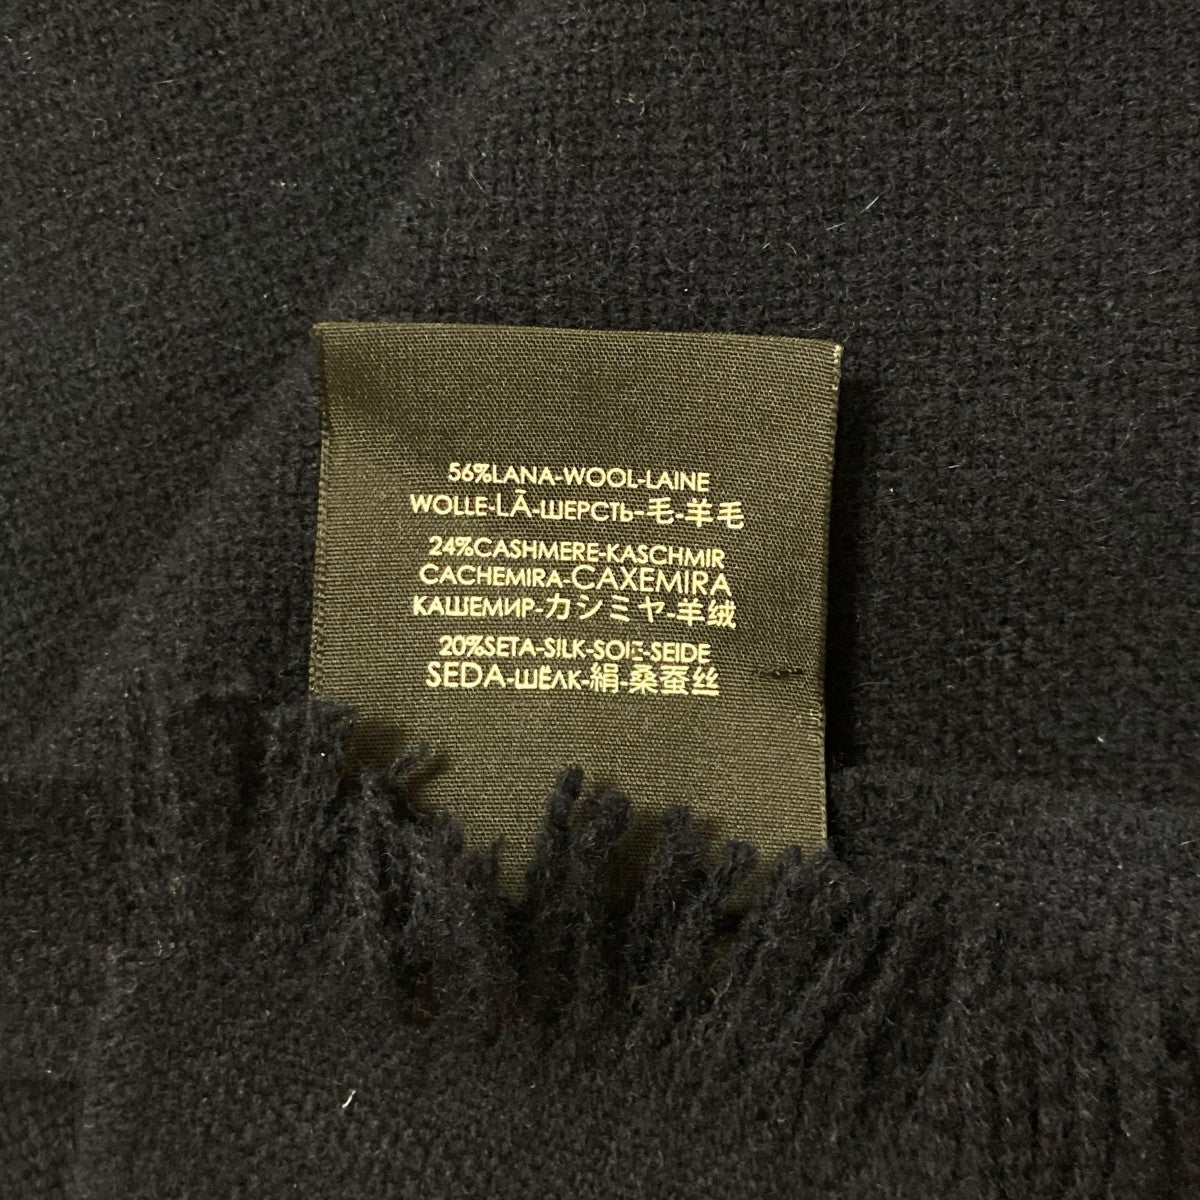 56%LANA-WOOL-LAINE
WOLLE-LÃ-ШЕРСТЬ-毛-羊毛
24%CASHMERE-KASCHMIR
CACHEMIRA-CAXEMIRA
КАШЕМИР-カシミヤ-羊绒
20%SETA-SILK-SOIE-SEIDE
SEDA-ШЁЛК-絹-桑蚕丝